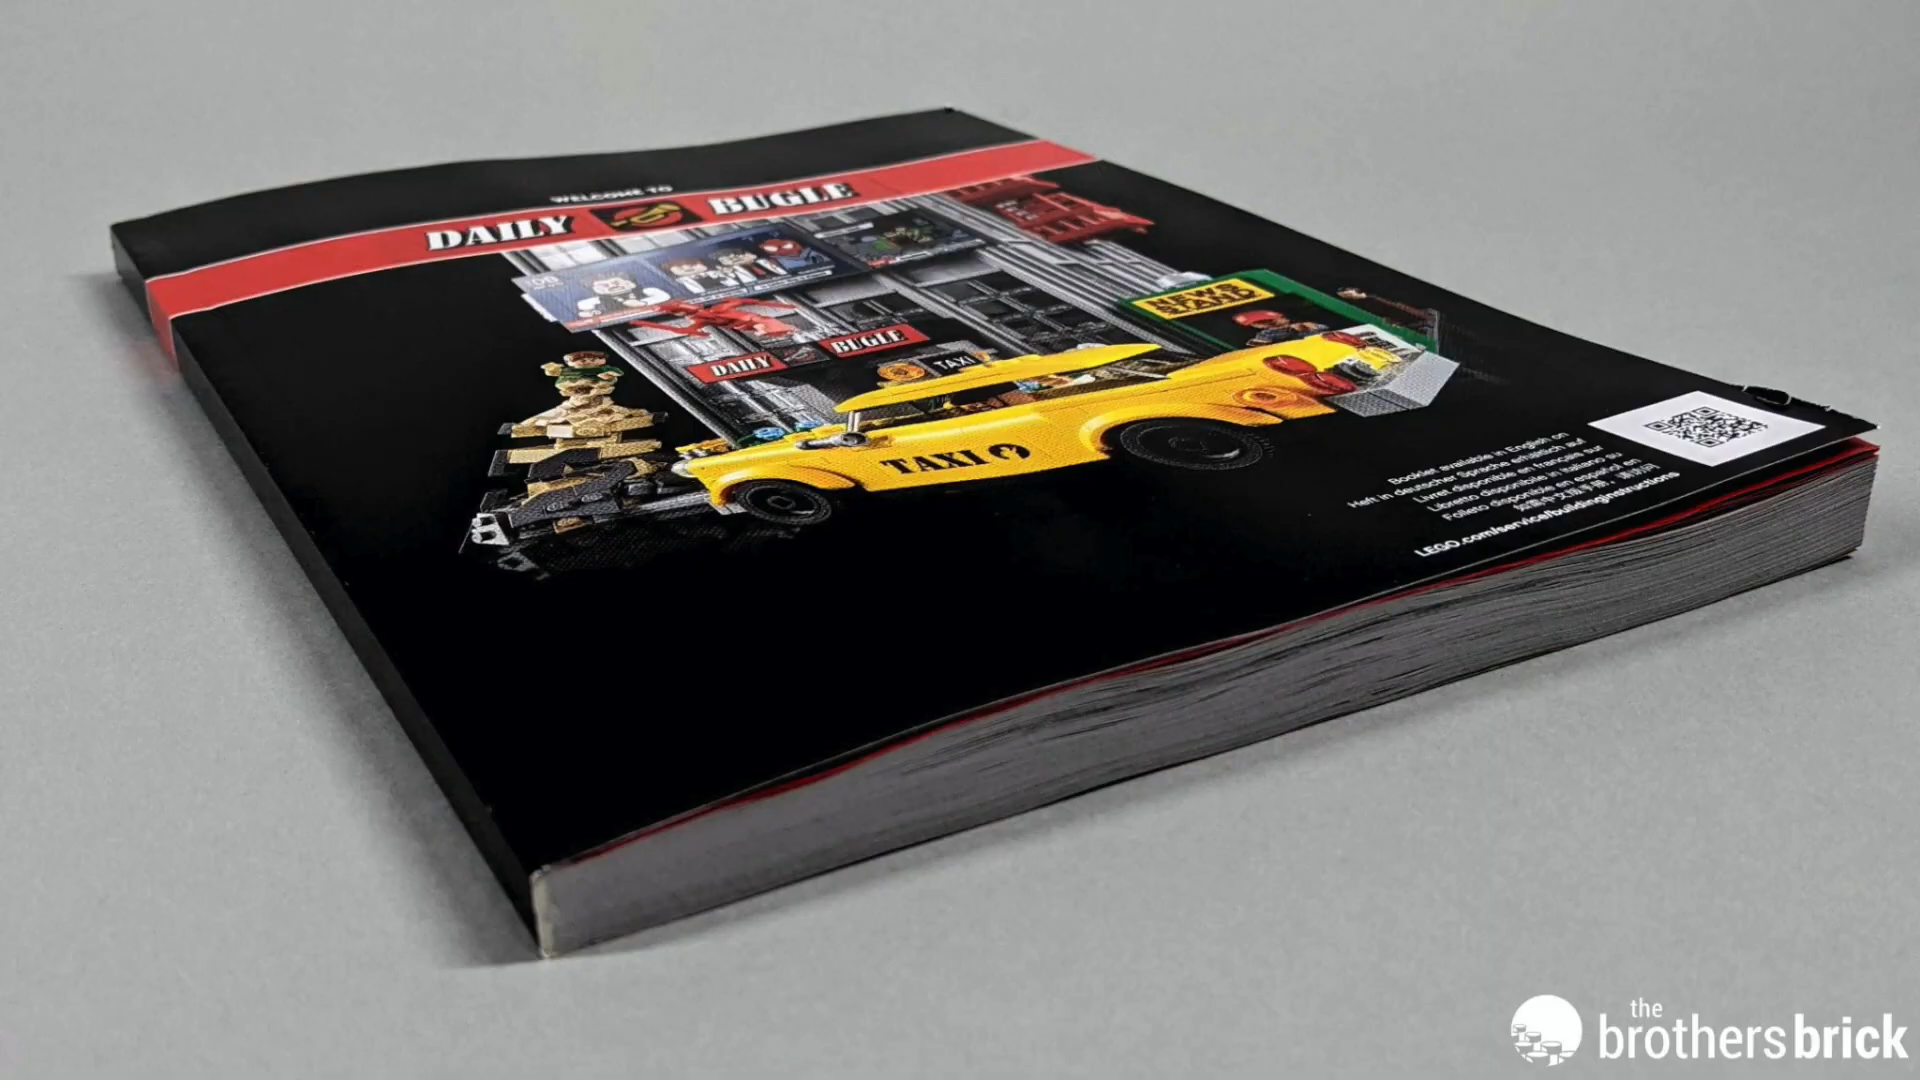 WELCOME TO
DAILY BUGLE
NEWS
STAND
DAILY BUGLE
TAXI
TAXI
Booklet available in English on
Heft in deutscher Sprache erhältlich auf
Livret disponible en français sur
Libretto disponibile in italiano su
Folleto disponible en español en
LEGO.com/service/buildinginstructions
the
brothersbrick